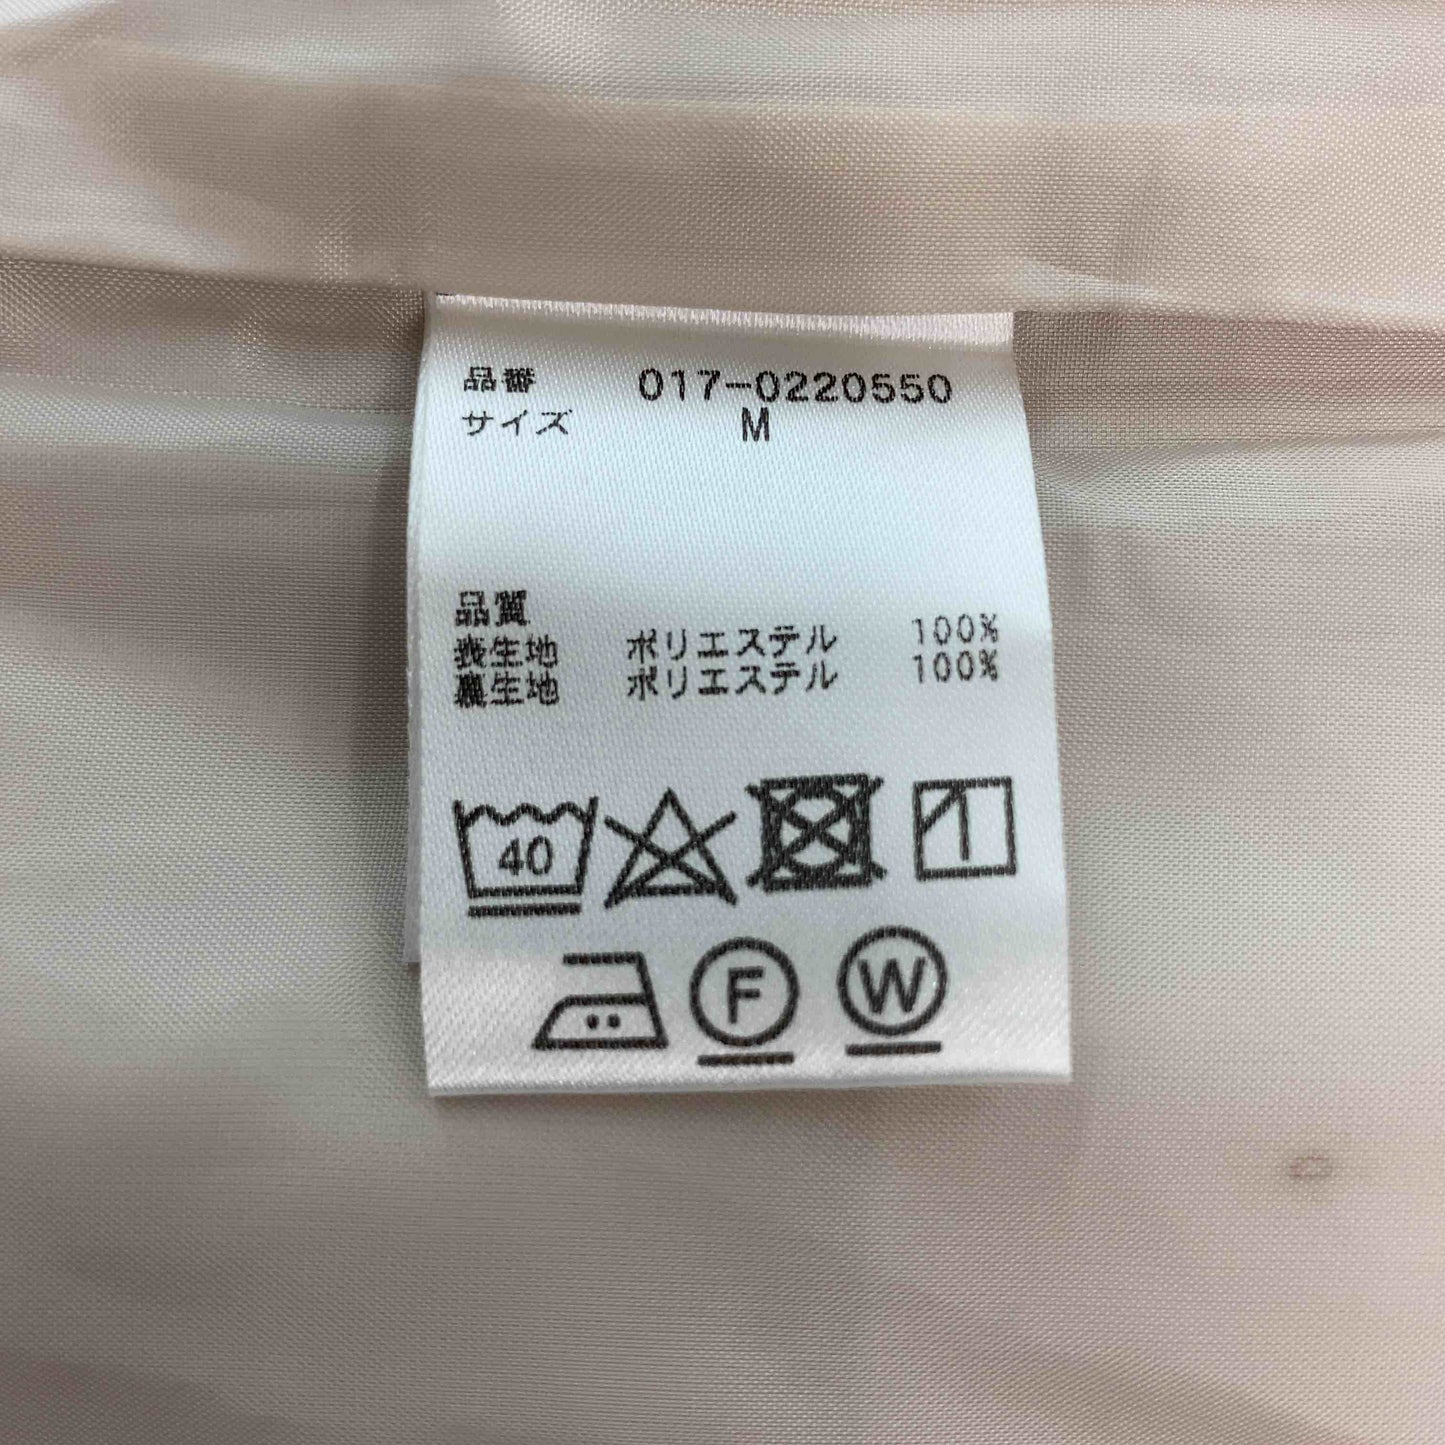 品番 017-0220550
サイズ M
品質
表生地 ポリエステル 100%
裏生地 ポリエステル 100%
40
F W